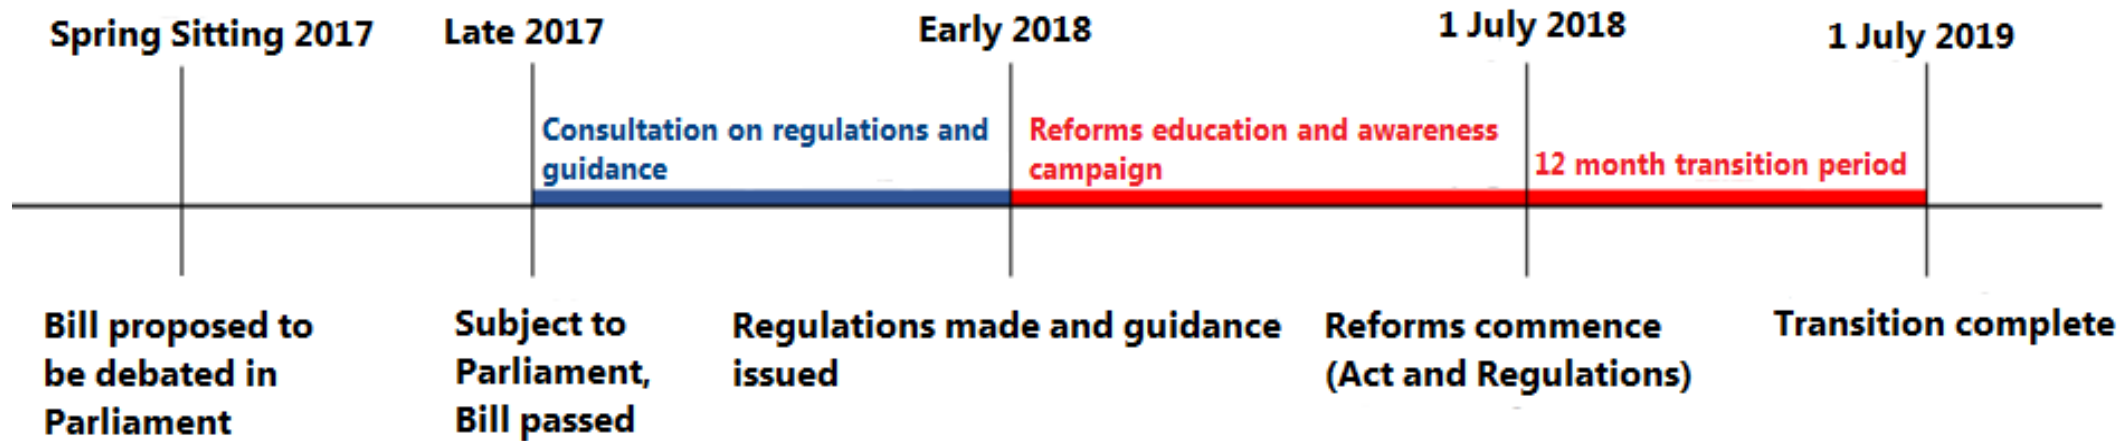 Spring Sitting 2017
Late 2017
Early 2018
1 July 2018
1 July 2019
Consultation on regulations and
guidance
Reforms education and awareness
campaign
12 month transition period
Bill proposed to
be debated in
Parliament
Subject to
Parliament,
Bill passed
Regulations made and guidance
issued
Reforms commence
(Act and Regulations)
Transition complete